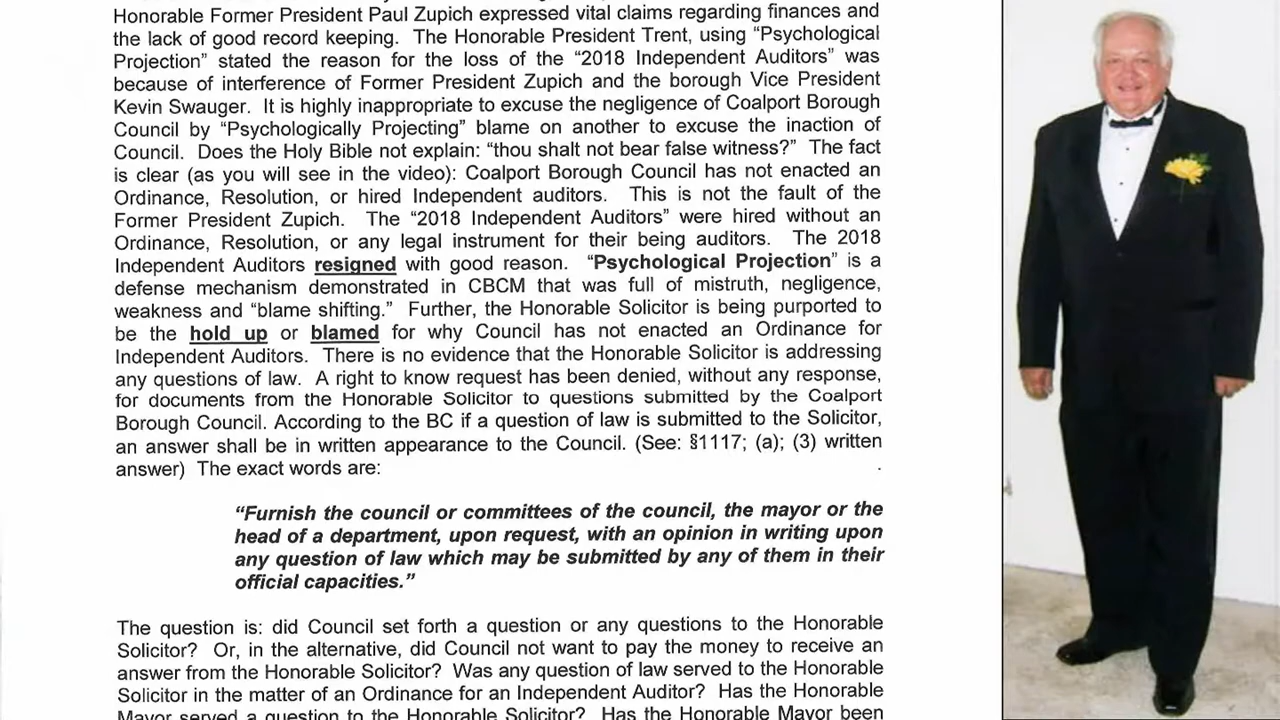 Honorable Former President Paul Zupich expressed vital claims regarding finances and
the lack of good record keeping. The Honorable President Trent, using “Psychological
Projection” stated the reason for the loss of the “2018 Independent Auditors” was
because of interference of Former President Zupich and the borough Vice President
Kevin Swauger. It is highly inappropriate to excuse the negligence of Coalport Borough
Council by “Psychologically Projecting” blame on another to excuse the inaction of
Council. Does the Holy Bible not explain: “thou shalt not bear false witness?” The fact
is clear (as you will see in the video): Coalport Borough Council has not enacted an
Ordinance, Resolution, or hired Independent auditors. This is not the fault of the
Former President Zupich. The “2018 Independent Auditors” were hired without an
Ordinance, Resolution, or any legal instrument for their being auditors. The 2018
Independent Auditors resigned with good reason. “Psychological Projection” is a
defense mechanism demonstrated in CBCM that was full of mistruth, negligence,
weakness and “blame shifting.” Further, the Honorable Solicitor is being purported to
be the hold up or blamed for why Council has not enacted an Ordinance for
Independent Auditors. There is no evidence that the Honorable Solicitor is addressing
any questions of law. A right to know request has been denied, without any response,
for documents from the Honorable Solicitor to questions submitted by the Coalport
Borough Council. According to the BC if a question of law is submitted to the Solicitor,
an answer shall be in written appearance to the Council. (See: §1117; (a); (3) written
answer) The exact words are:
“Furnish the council or committees of the council, the mayor or the
head of a department, upon request, with an opinion in writing upon
any question of law which may be submitted by any of them in their
official capacities.”
The question is: did Council set forth a question or any questions to the Honorable
Solicitor? Or, in the alternative, did Council not want to pay the money to receive an
answer from the Honorable Solicitor? Was any question of law served to the Honorable
Solicitor in the matter of an Ordinance for an Independent Auditor? Has the Honorable
Mayor served a question to the Honorable Solicitor? Has the Honorable Mayor been